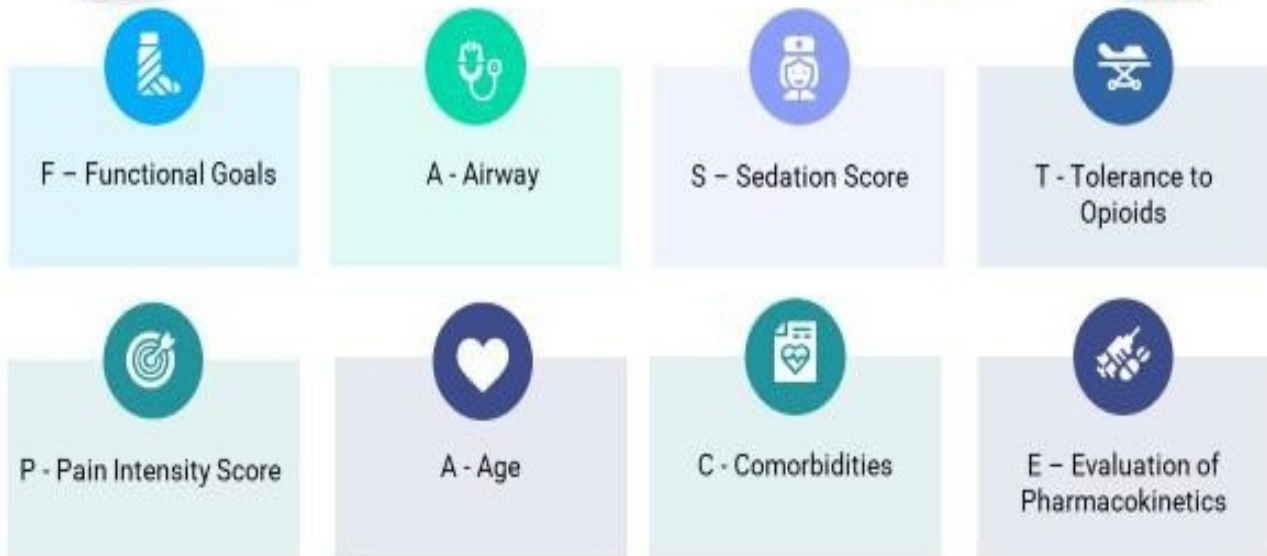 F – Functional Goals
A - Airway
S – Sedation Score
T - Tolerance to
Opioids
P - Pain Intensity Score
A - Age
C - Comorbidities
E – Evaluation of
Pharmacokinetics